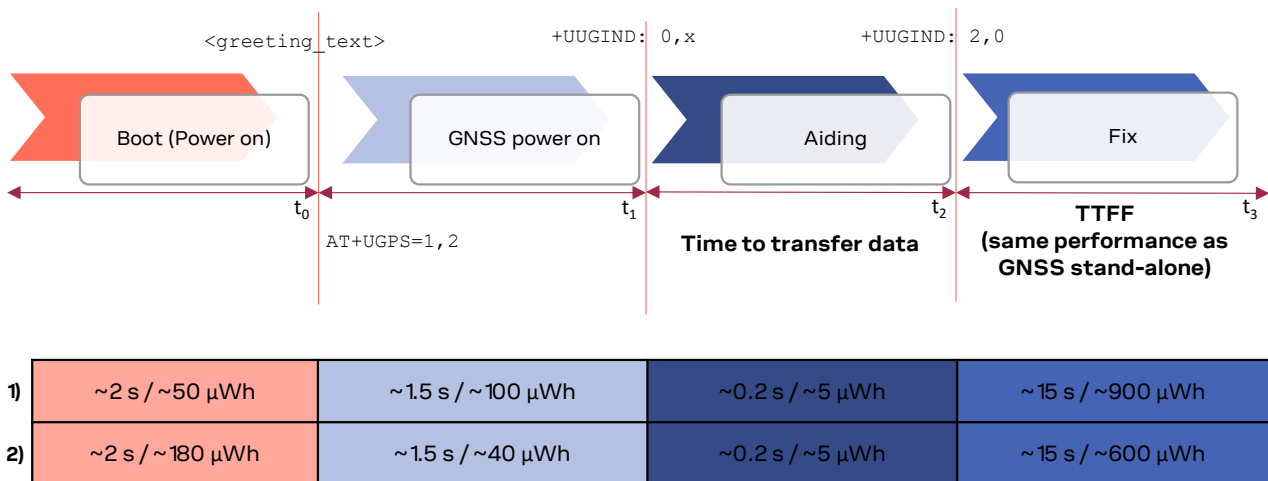 <greeting_text>
+UUGIND: 0,x
+UUGIND: 2,0
Boot (Power on)
GNSS power on
Aiding
Fix
t0
t1
t2
t3
AT+UGPS=1,2
Time to transfer data
TTFF
(same performance as
GNSS stand-alone)
1) ~2 s / ~50 µWh ~1.5 s / ~100 µWh ~0.2 s / ~5 µWh ~15 s / ~900 µWh
2) ~2 s / ~180 µWh ~1.5 s / ~40 µWh ~0.2 s / ~5 µWh ~15 s / ~600 µWh